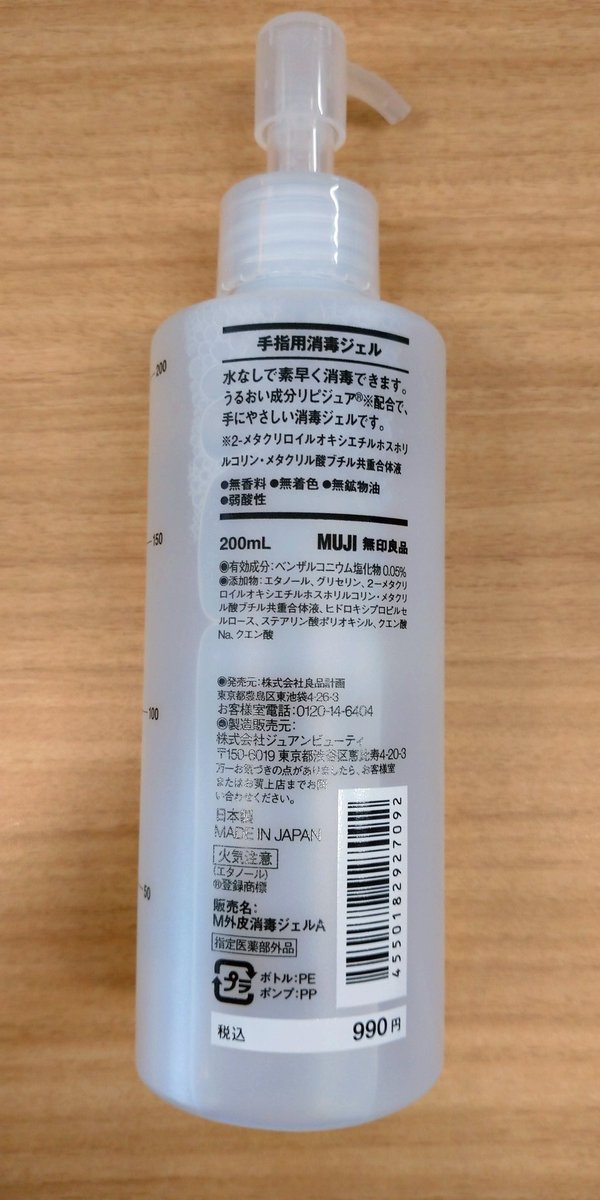 手指用消毒ジェル
水なしで素早く消毒できます。
うるおい成分リピジュア®※配合で、
手にやさしい消毒ジェルです。
※2-メタクリロイルオキシエチルホスホリ
ルコリン・メタクリル酸ブチル共重合体液
●無香料 ●無着色 ●無鉱物油
●弱酸性
200mL MUJI 無印良品
◉有効成分:ベンザルコニウム塩化物 0.05%
◉添加物:エタノール、グリセリン、2ーメタクリ
ロイルオキシエチルホスホリルコリン・メタクリ
ル酸ブチル共重合体液、ヒドロキシプロピルセ
ルロース、ステアリン酸ポリオキシル、クエン酸
Na、クエン酸
◉発売元:株式会社良品計画
東京都豊島区東池袋4-26-3
お客様室電話:0120-14-6404
◉製造販売元:
株式会社ジュアンビューティ
〒150-6019 東京都渋谷区恵比寿4-20-3
万一お気づきの点がありましたら、お客様室
またはお買上店までお問
い合わせください。
日本製
MADE IN JAPAN
火気注意
(エタノール)
®登録商標
販売名:
M外皮消毒ジェルA
指定医薬部外品
プラ ボトル:PE
ポンプ:PP
税込 990円
4550182927092
200
150
100
50